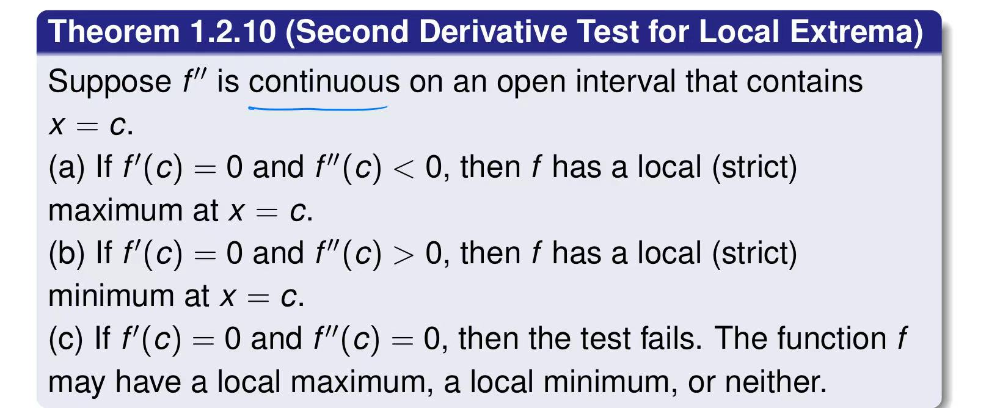 Theorem 1.2.10 (Second Derivative Test for Local Extrema)
Suppose f″ is continuous on an open interval that contains
x = c.
(a) If f′(c) = 0 and f″(c) < 0, then f has a local (strict)
maximum at x = c.
(b) If f′(c) = 0 and f″(c) > 0, then f has a local (strict)
minimum at x = c.
(c) If f′(c) = 0 and f″(c) = 0, then the test fails. The function f
may have a local maximum, a local minimum, or neither.